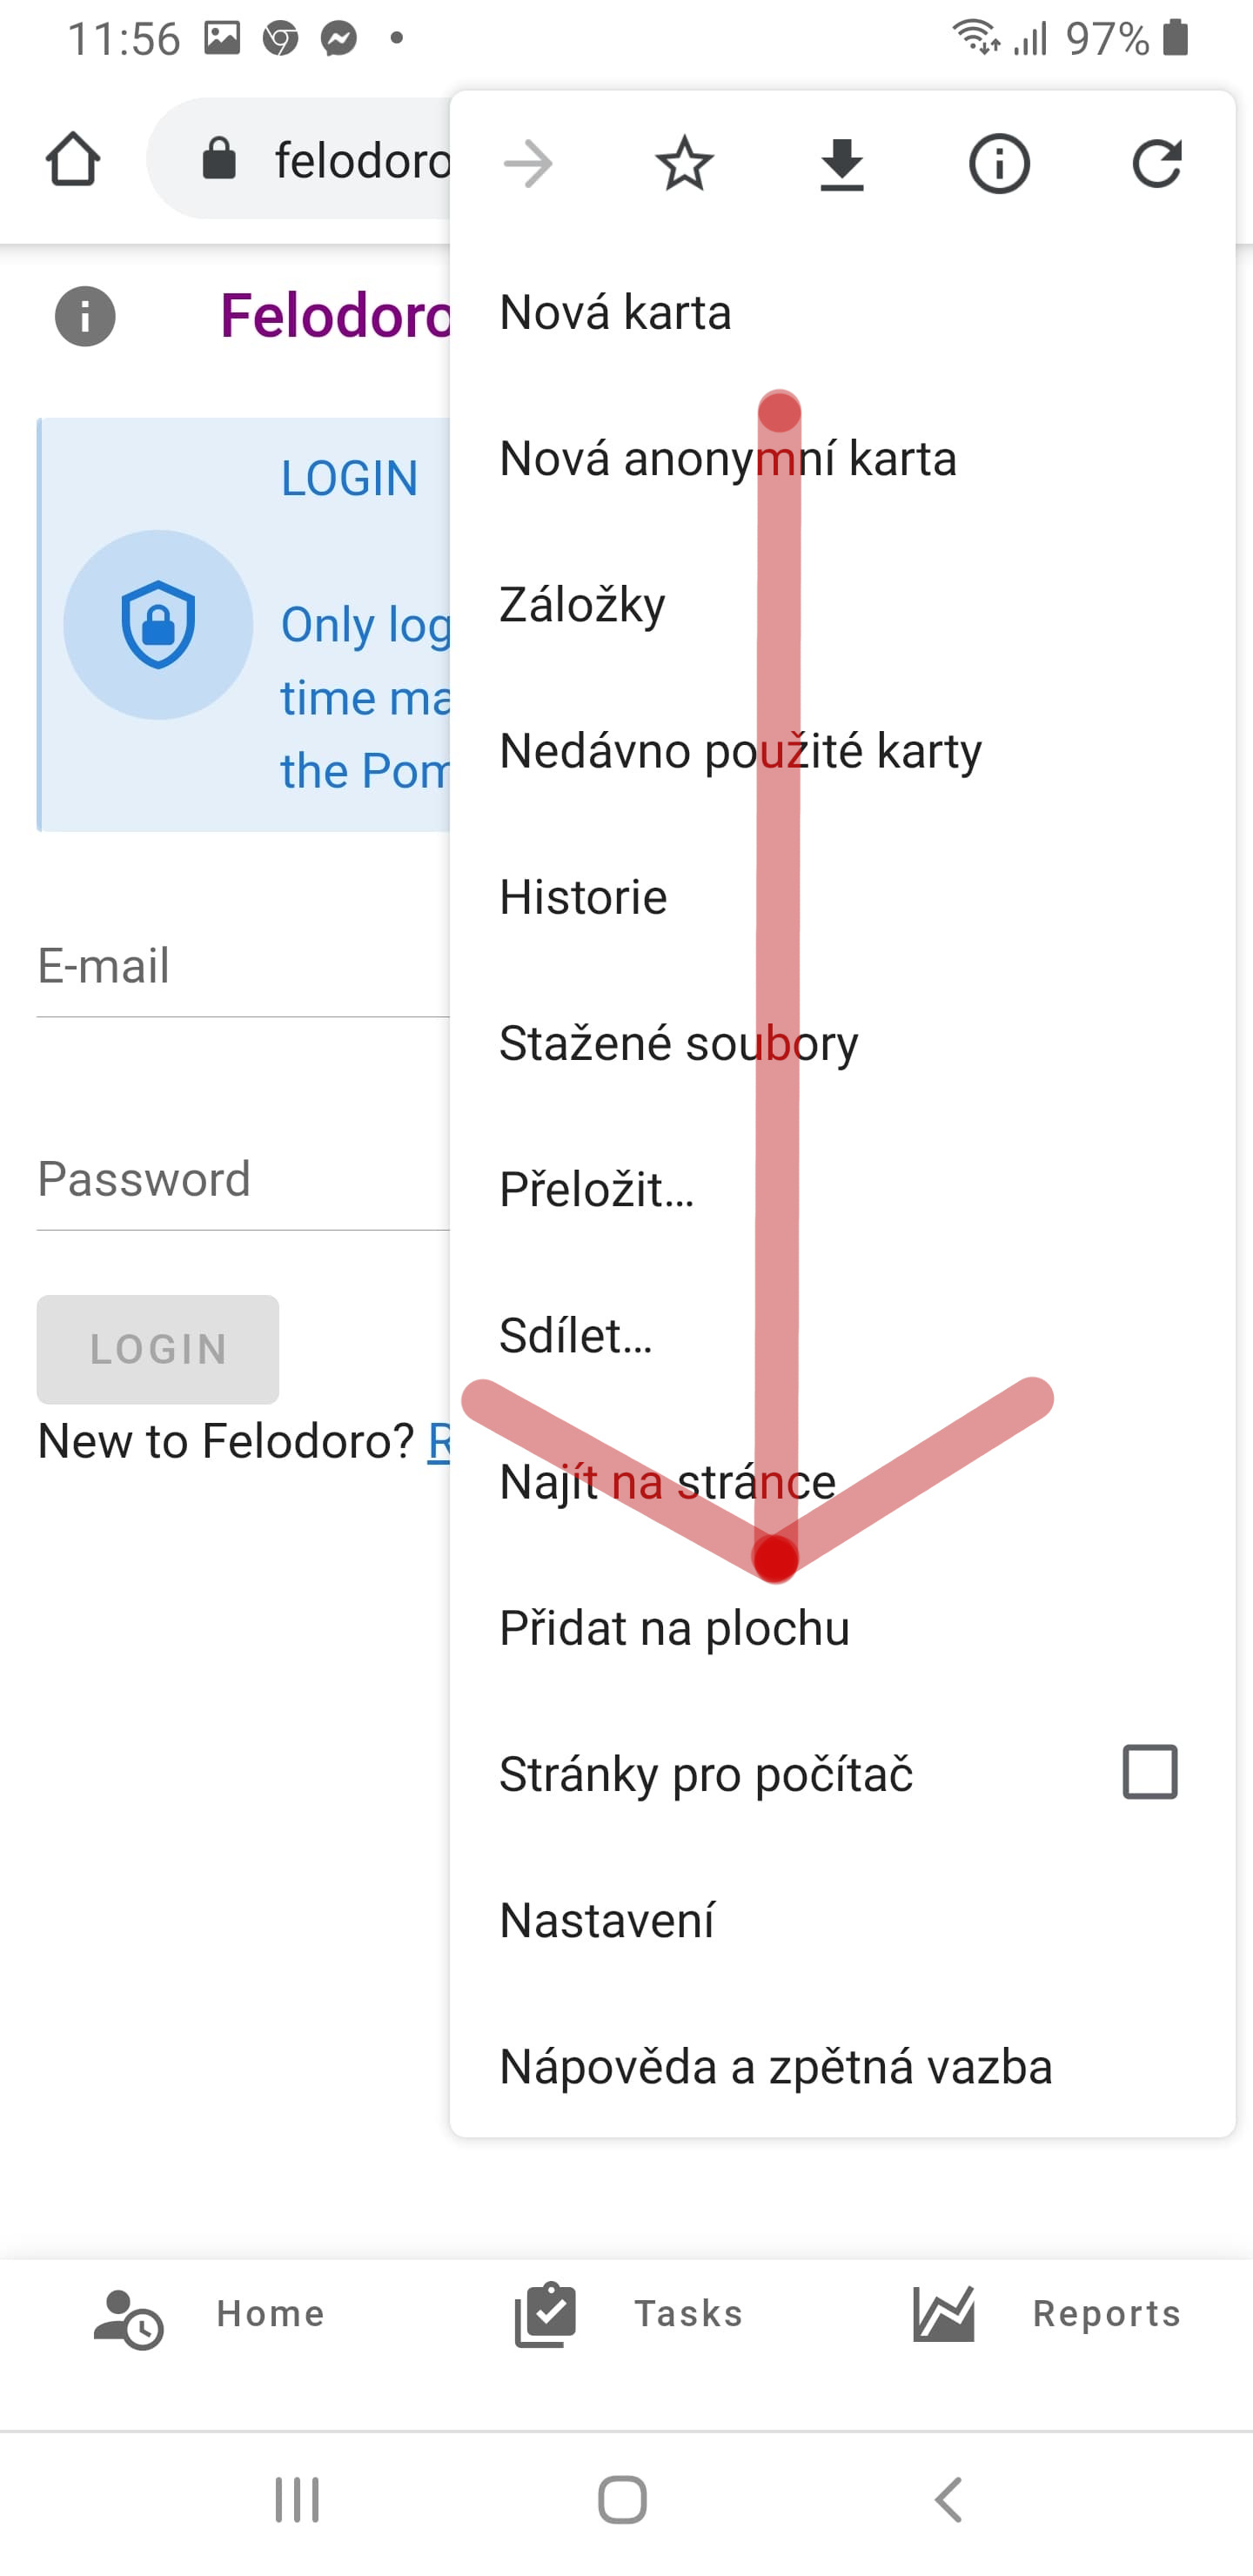 11:56
97%
felodoro
Felodoro
LOGIN
Only log
time ma
the Pom
E-mail
Password
LOGIN
New to Felodoro? R
Nová karta
Nová anonymní karta
Záložky
Nedávno použité karty
Historie
Stažené soubory
Přeložit...
Sdílet...
Najít na stránce
Přidat na plochu
Stránky pro počítač
Nastavení
Nápověda a zpětná vazba
Home
Tasks
Reports